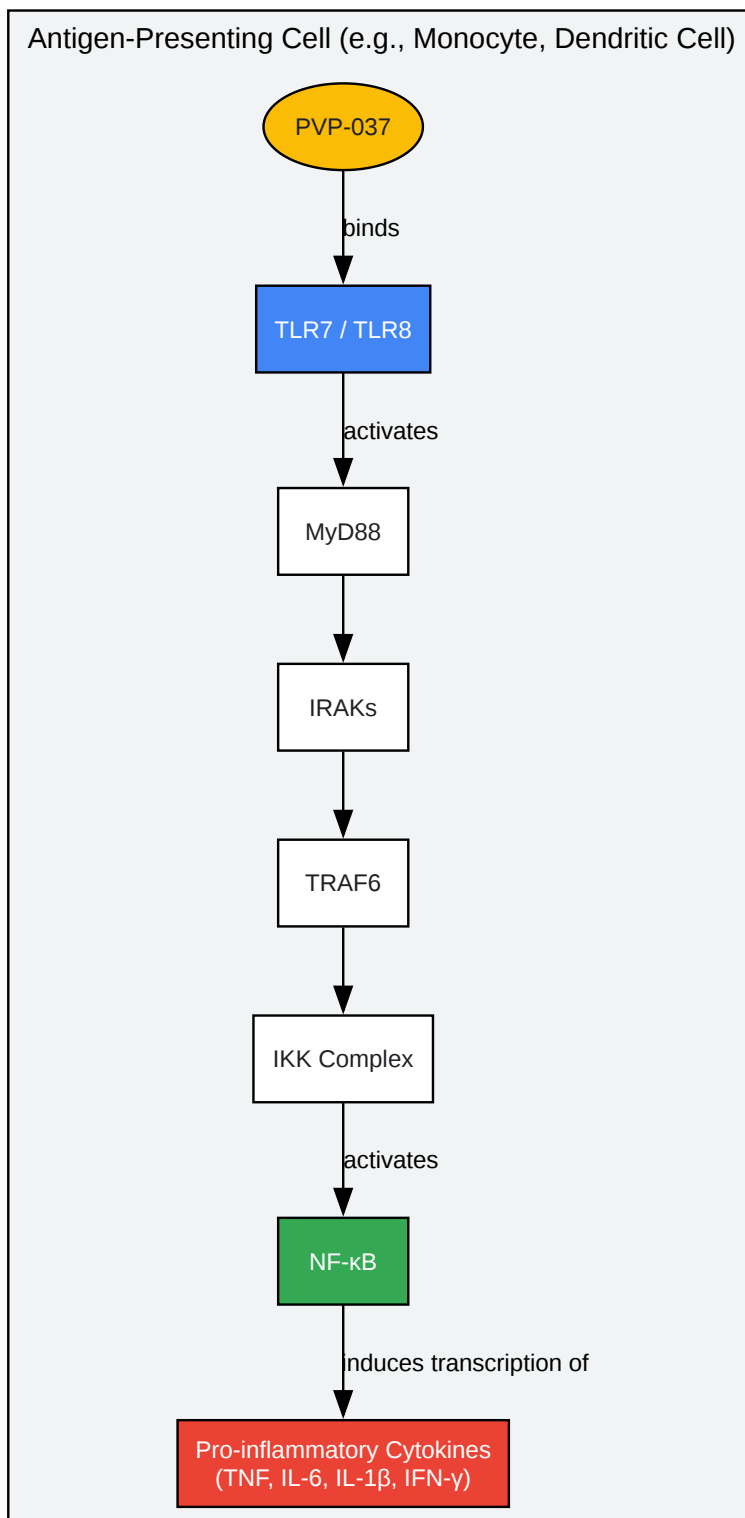 Antigen-Presenting Cell (e.g., Monocyte, Dendritic Cell)
PVP-037
binds
TLR7 / TLR8
activates
MyD88
IRAKs
TRAF6
IKK Complex
activates
NF-κB
induces transcription of
Pro-inflammatory Cytokines
(TNF, IL-6, IL-1β, IFN-γ)